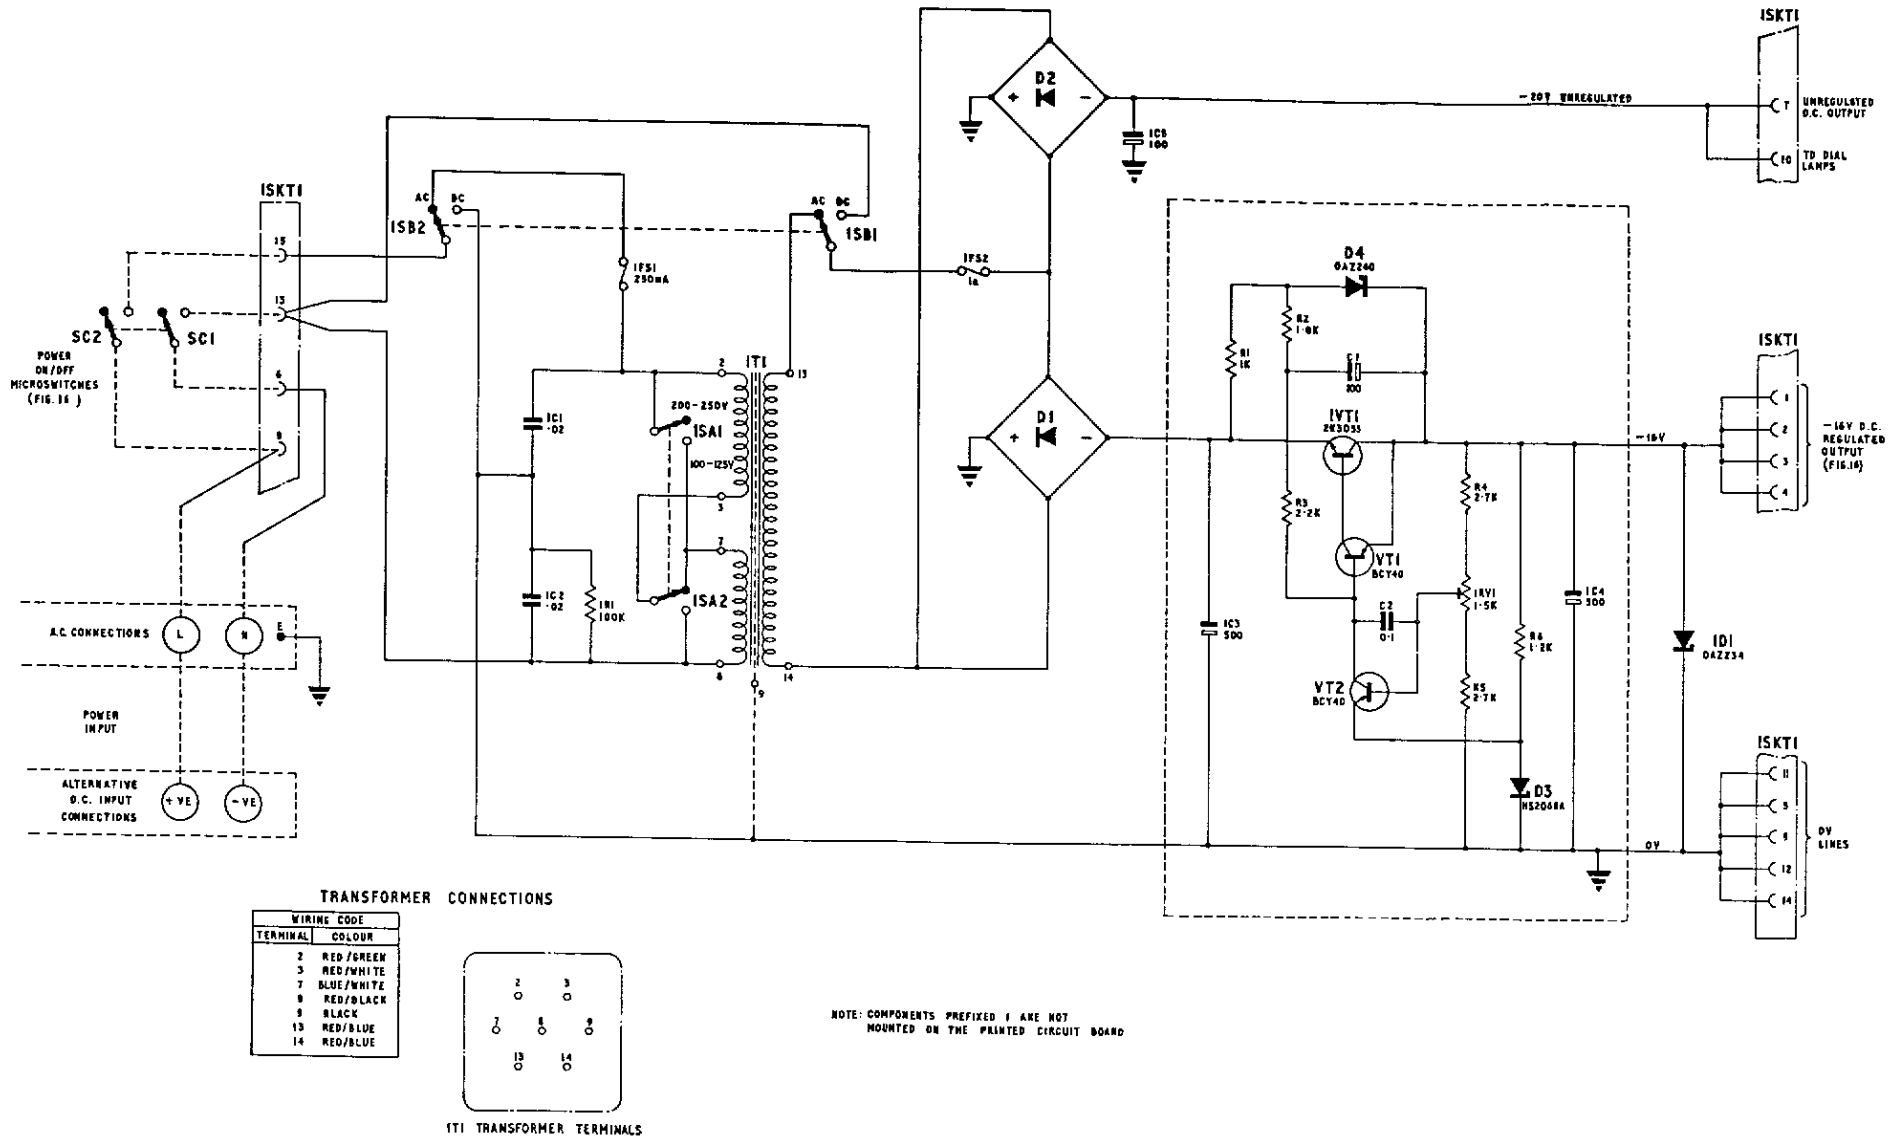 1SKT1
D2
+
−
-20V UNREGULATED
7
UNREGULATED
D.C. OUTPUT
1C5
100
10
TO DIAL
LAMPS
1SKT1
AC
DC
1SB2
AC
DC
1SB1
15
13
SC2
SC1
POWER
ON/OFF
MICROSWITCHES
(FIG. 16)
6
8
1FS1
250mA
1FS2
1a
D4
OAZ240
R2
1·8K
R1
1K
C1
100
1SKT1
1
2
3
4
-16V D.C.
REGULATED
OUTPUT
(FIG.16)
1T1
2
13
200-250V
1SA1
100-125V
3
7
1SA2
8
9
14
1C1
·02
1C2
·02
1R1
100K
D1
+
−
1VT1
2N3055
-16V
R4
2·7K
R3
2·2K
VT1
BCY40
1RV1
1·5K
C2
0·1
1C3
500
1C4
500
R6
1·2K
R5
2·7K
VT2
BCY40
1D1
OAZ234
D3
HS2068A
A.C. CONNECTIONS
L
N
E
POWER
INPUT
ALTERNATIVE
D.C. INPUT
CONNECTIONS
+VE
-VE
0V
1SKT1
11
5
9
12
14
0V
LINES
TRANSFORMER CONNECTIONS
WIRING CODE
TERMINAL COLOUR
2 RED/GREEN
3 RED/WHITE
7 BLUE/WHITE
8 RED/BLACK
9 BLACK
13 RED/BLUE
14 RED/BLUE
2 3
7 8 9
13 14
1T1 TRANSFORMER TERMINALS
NOTE: COMPONENTS PREFIXED 1 ARE NOT
MOUNTED ON THE PRINTED CIRCUIT BOARD